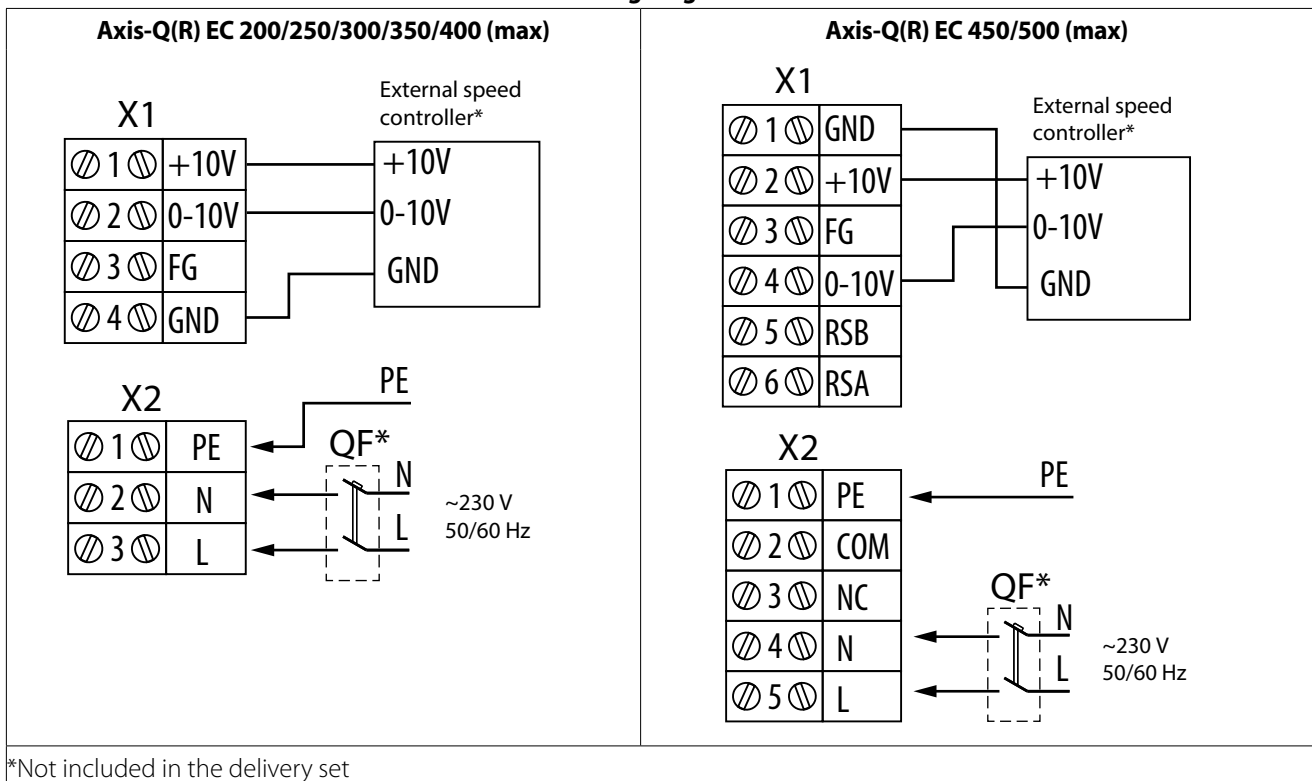 Axis-Q(R) EC 200/250/300/350/400 (max)
X1
External speed
controller*
1 +10V
2 0-10V
3 FG
4 GND
+10V
0-10V
GND
X2
1 PE
2 N
3 L
PE
QF*
N
L
~230 V
50/60 Hz
Axis-Q(R) EC 450/500 (max)
X1
External speed
controller*
1 GND
2 +10V
3 FG
4 0-10V
5 RSB
6 RSA
+10V
0-10V
GND
X2
1 PE
2 COM
3 NC
4 N
5 L
PE
QF*
N
L
~230 V
50/60 Hz
*Not included in the delivery set